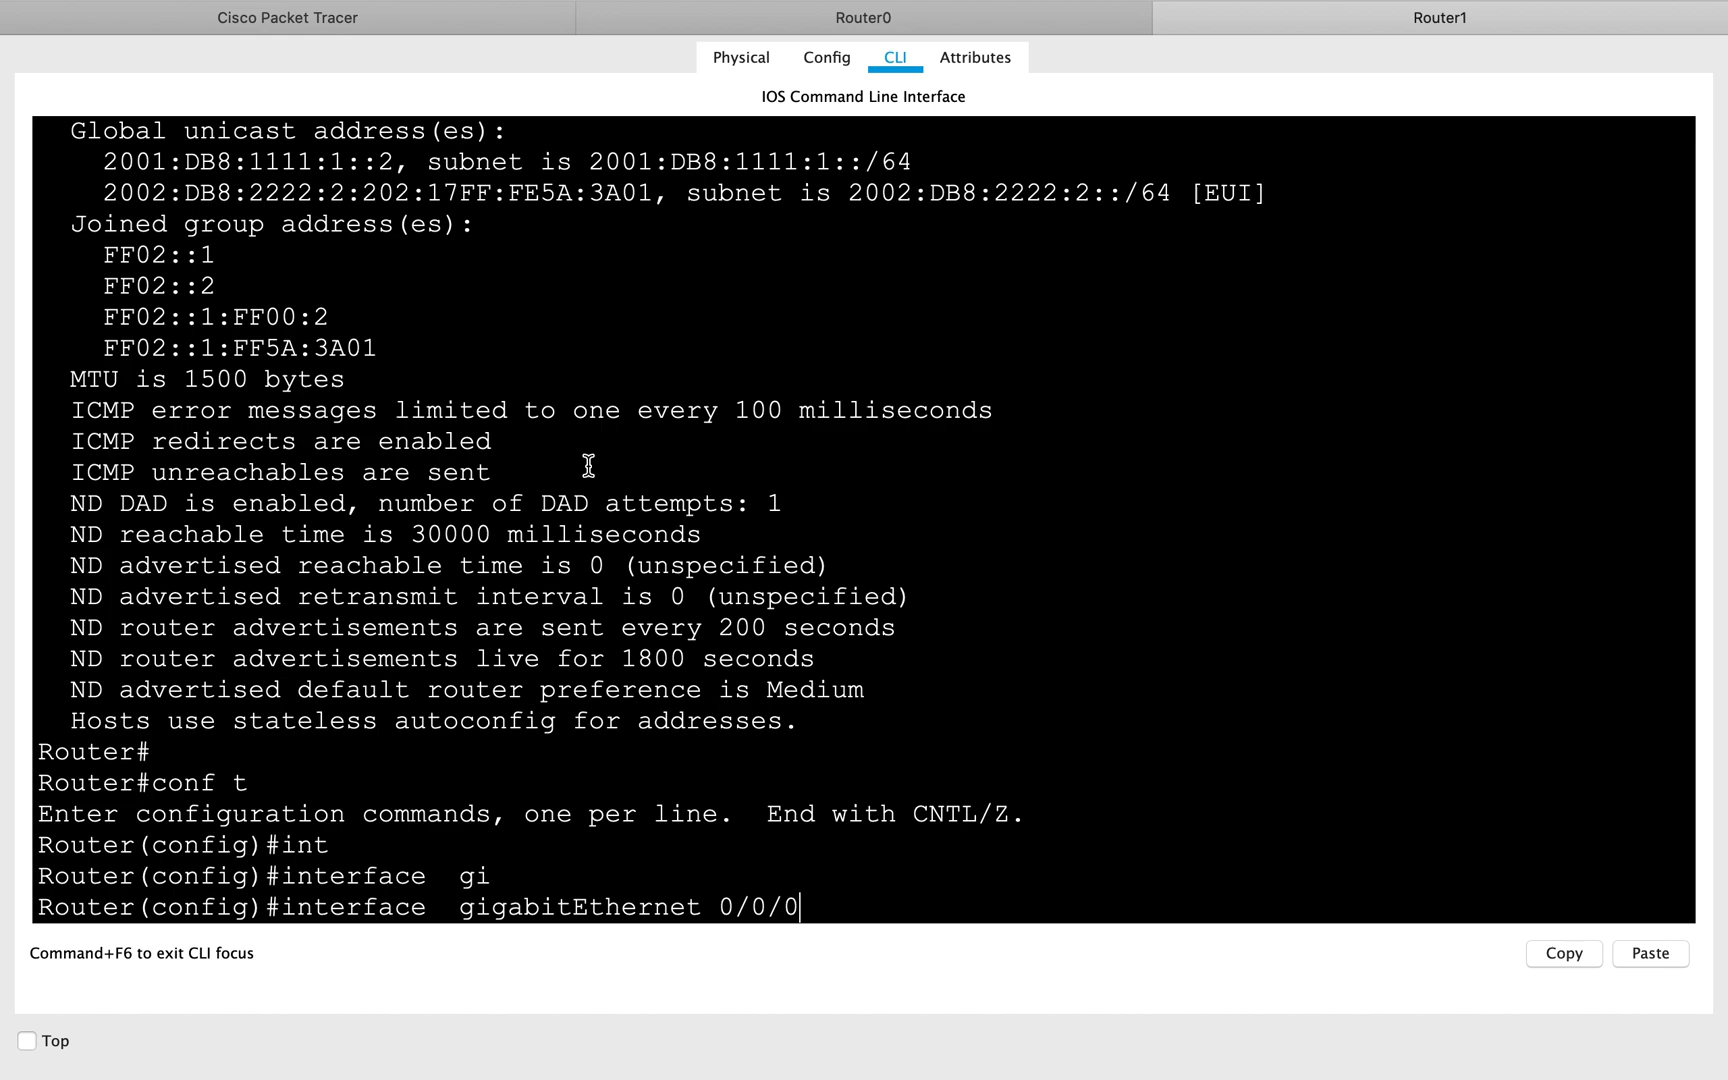 Cisco Packet Tracer
Router0
Router1
Physical
Config
CLI
Attributes
IOS Command Line Interface
Global unicast address(es):
2001:DB8:1111:1::2, subnet is 2001:DB8:1111:1::/64
2002:DB8:2222:2:202:17FF:FE5A:3A01, subnet is 2002:DB8:2222:2::/64 [EUI]
Joined group address(es):
FF02::1
FF02::2
FF02::1:FF00:2
FF02::1:FF5A:3A01
MTU is 1500 bytes
ICMP error messages limited to one every 100 milliseconds
ICMP redirects are enabled
ICMP unreachables are sent
ND DAD is enabled, number of DAD attempts: 1
ND reachable time is 30000 milliseconds
ND advertised reachable time is 0 (unspecified)
ND advertised retransmit interval is 0 (unspecified)
ND router advertisements are sent every 200 seconds
ND router advertisements live for 1800 seconds
ND advertised default router preference is Medium
Hosts use stateless autoconfig for addresses.
Router#
Router#conf t
Enter configuration commands, one per line.  End with CNTL/Z.
Router(config)#int
Router(config)#interface  gi
Router(config)#interface  gigabitEthernet 0/0/0
Command+F6 to exit CLI focus
Copy
Paste
Top